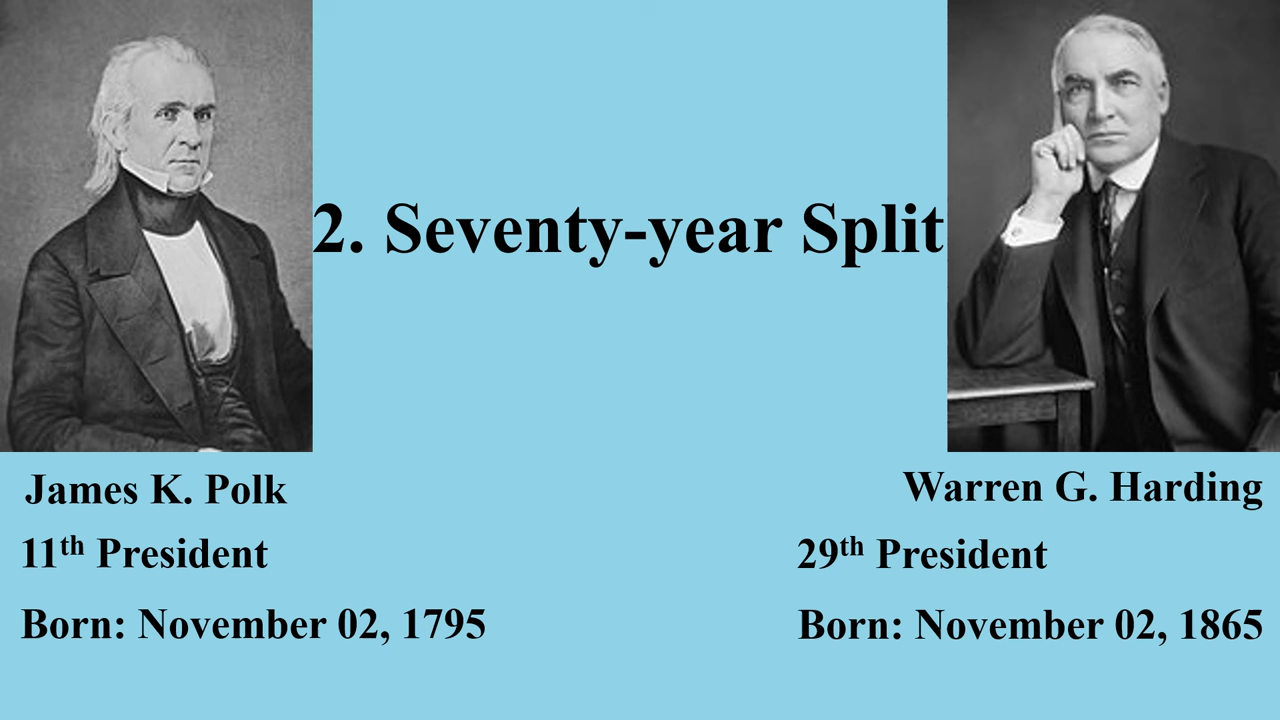 2. Seventy-year Split
James K. Polk
11th President
Born: November 02, 1795
Warren G. Harding
29th President
Born: November 02, 1865